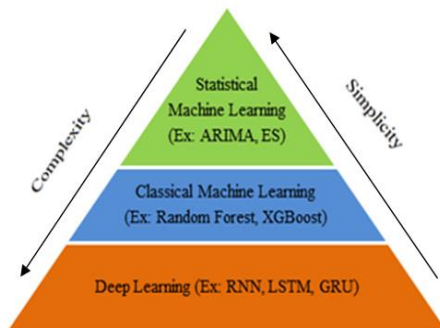 Statistical
Machine Learning
(Ex: ARIMA, ES)
Complexity
Simplicity
Classical Machine Learning
(Ex: Random Forest, XGBoost)
Deep Learning (Ex: RNN, LSTM, GRU)